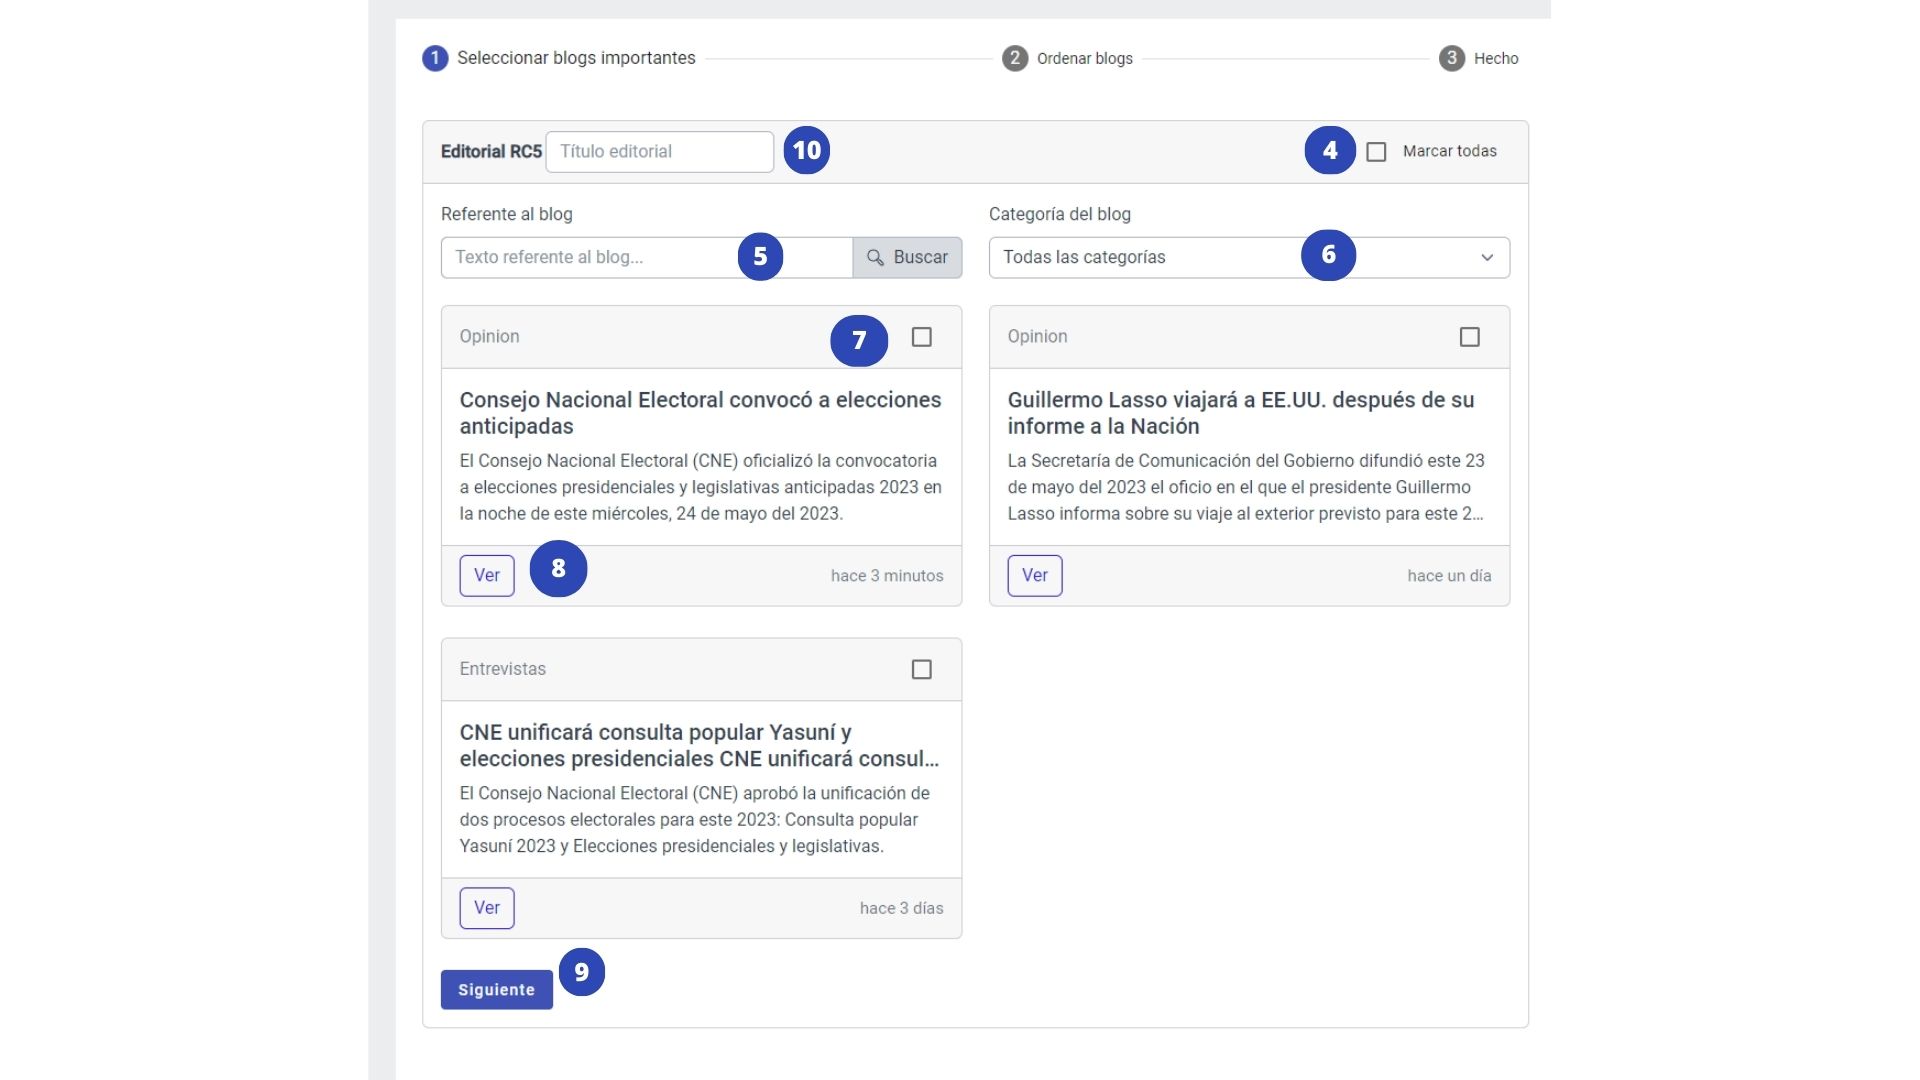 1 Seleccionar blogs importantes
2 Ordenar blogs
3 Hecho
Editorial RC5 Título editorial 10
4 Marcar todas
Referente al blog
Texto referente al blog... 5 Buscar
Categoría del blog
Todas las categorías 6
Opinion 7
Consejo Nacional Electoral convocó a elecciones
anticipadas
El Consejo Nacional Electoral (CNE) oficializó la convocatoria
a elecciones presidenciales y legislativas anticipadas 2023 en
la noche de este miércoles, 24 de mayo del 2023.
Ver 8 hace 3 minutos
Opinion
Guillermo Lasso viajará a EE.UU. después de su
informe a la Nación
La Secretaría de Comunicación del Gobierno difundió este 23
de mayo del 2023 el oficio en el que el presidente Guillermo
Lasso informa sobre su viaje al exterior previsto para este 2...
Ver hace un día
Entrevistas
CNE unificará consulta popular Yasuní y
elecciones presidenciales CNE unificará consul...
El Consejo Nacional Electoral (CNE) aprobó la unificación de
dos procesos electorales para este 2023: Consulta popular
Yasuní 2023 y Elecciones presidenciales y legislativas.
Ver hace 3 días
Siguiente 9